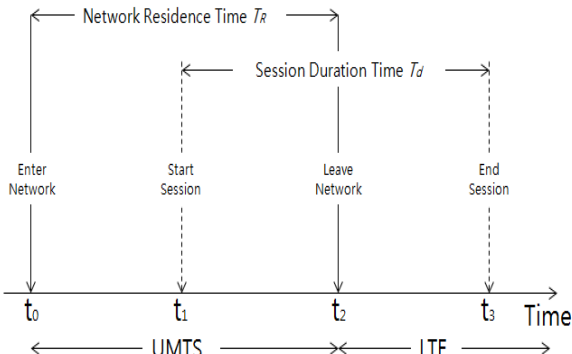 Network Residence Time TR
Session Duration Time Td
Enter
Network
Start
Session
Leave
Network
End
Session
t0
t1
t2
t3
Time
UMTS
LTE